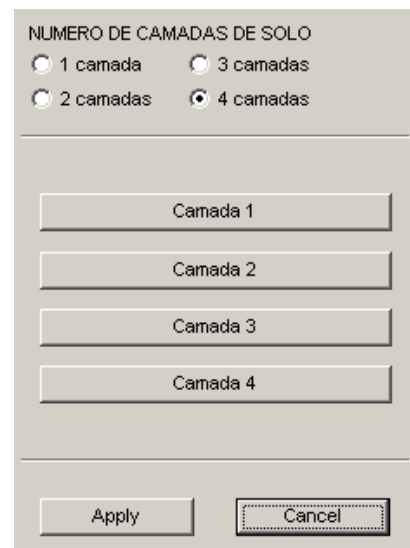 NUMERO DE CAMADAS DE SOLO
1 camada 3 camadas
2 camadas 4 camadas
Camada 1
Camada 2
Camada 3
Camada 4
Apply Cancel